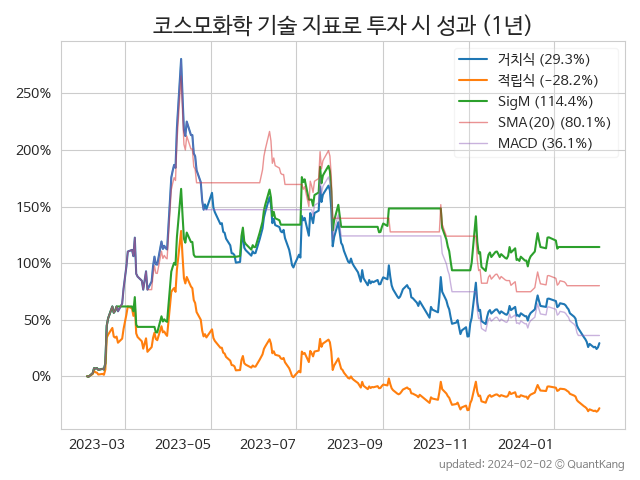 코스모화학 기술 지표로 투자 시 성과 (1년)
거치식 (29.3%)
적립식 (-28.2%)
SigM (114.4%)
SMA(20) (80.1%)
MACD (36.1%)
250%
200%
150%
100%
50%
0%
2023-03 2023-05 2023-07 2023-09 2023-11 2024-01
updated: 2024-02-02 © QuantKang